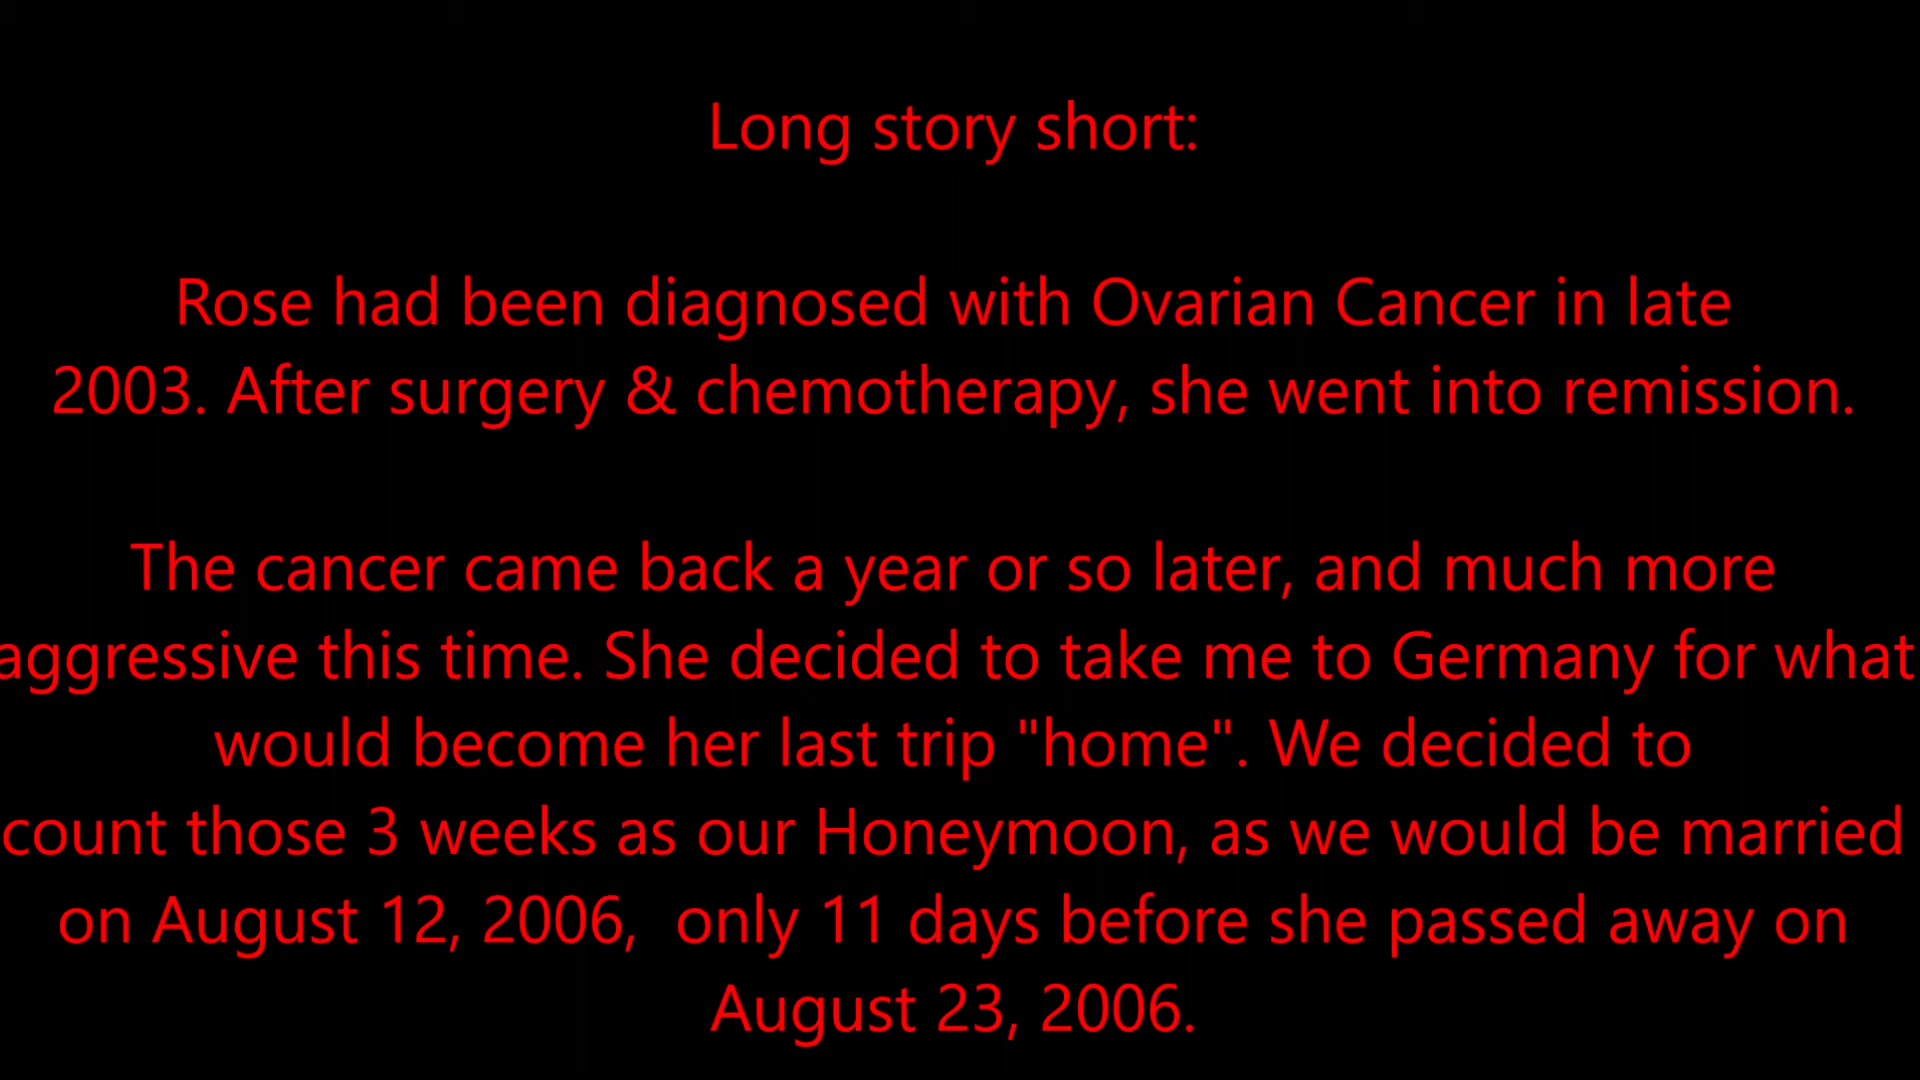 Long story short:
Rose had been diagnosed with Ovarian Cancer in late
2003. After surgery & chemotherapy, she went into remission.
The cancer came back a year or so later, and much more
aggressive this time. She decided to take me to Germany for what
would become her last trip "home". We decided to
count those 3 weeks as our Honeymoon, as we would be married
on August 12, 2006,  only 11 days before she passed away on
August 23, 2006.